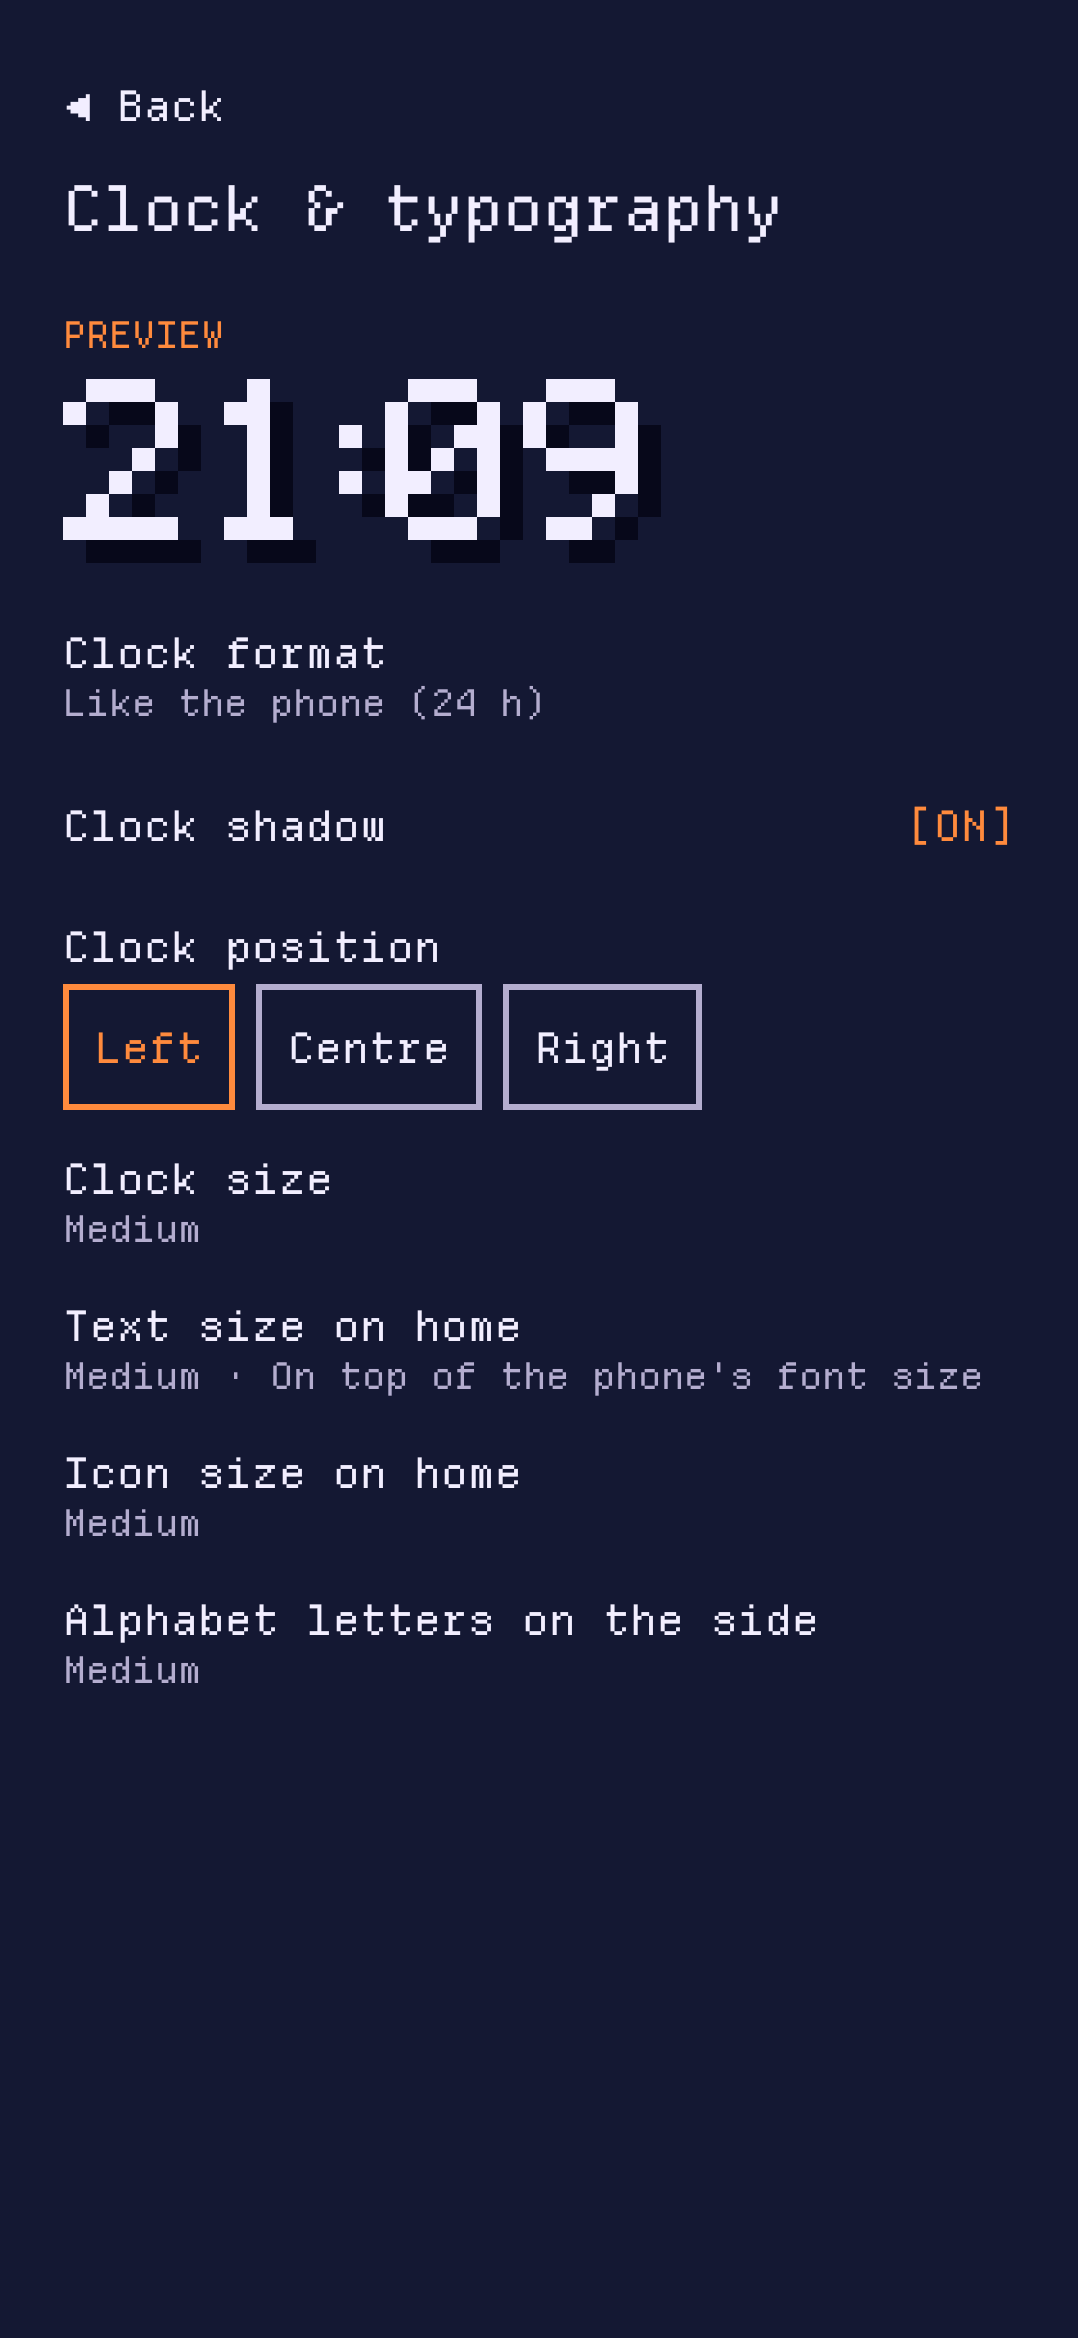 Back
Clock & typography
PREVIEW
21:09
Clock format
Like the phone (24 h)
Clock shadow [ON]
Clock position
Left Centre Right
Clock size
Medium
Text size on home
Medium · On top of the phone's font size
Icon size on home
Medium
Alphabet letters on the side
Medium